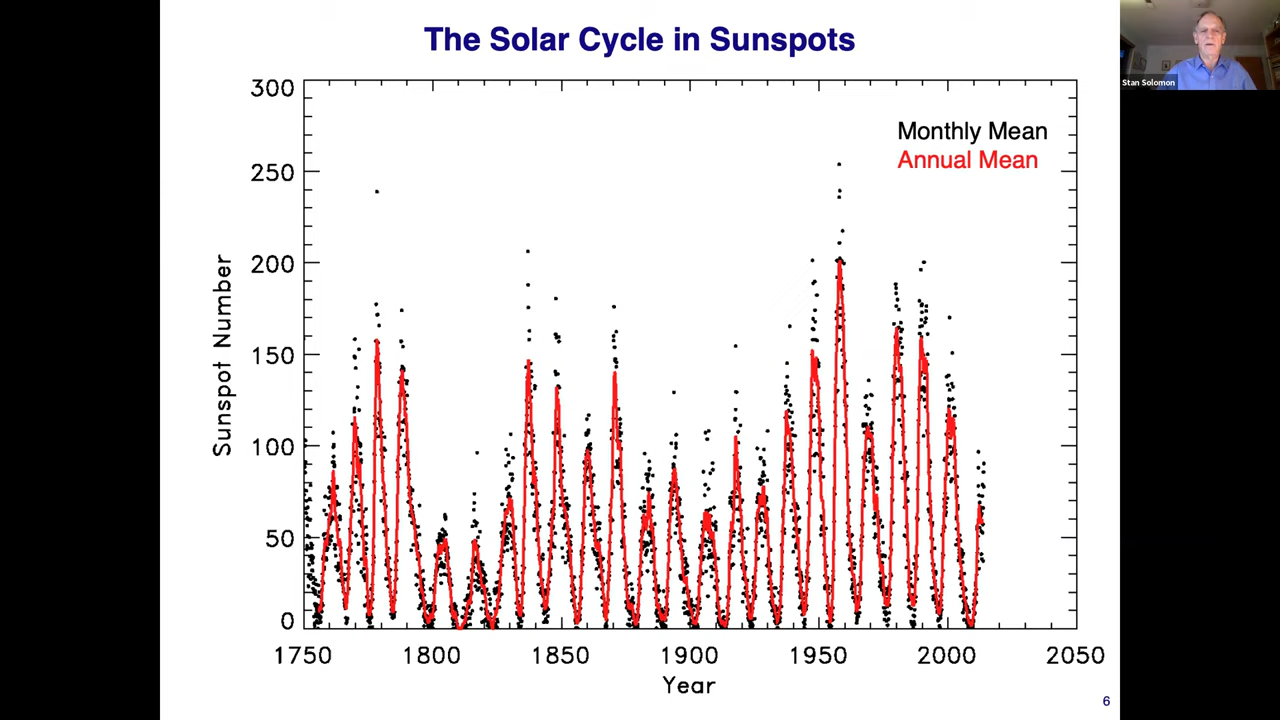 The Solar Cycle in Sunspots
Stan Solomon
300
250
200
150
100
50
0
Sunspot Number
Monthly Mean
Annual Mean
1750 1800 1850 1900 1950 2000 2050
Year
6